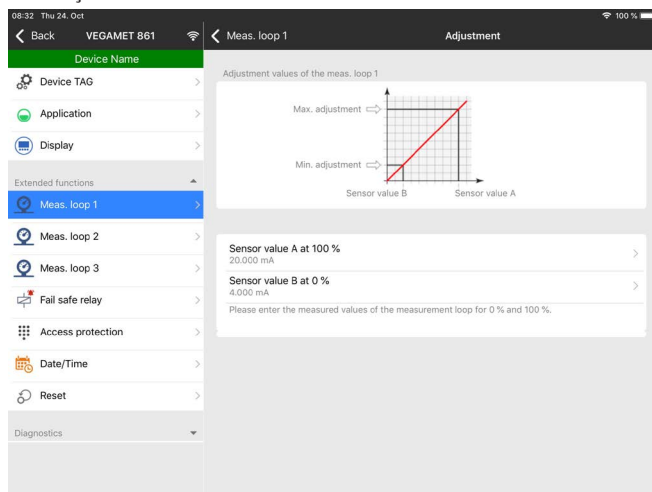 08:32 Thu 24. Oct
100 %
Back
VEGAMET 861
Meas. loop 1
Adjustment
Device Name
Device TAG
Application
Display
Extended functions
Meas. loop 1
Meas. loop 2
Meas. loop 3
Fail safe relay
Access protection
Date/Time
Reset
Diagnostics
Adjustment values of the meas. loop 1
Max. adjustment
Min. adjustment
Sensor value B
Sensor value A
Sensor value A at 100 %
20.000 mA
Sensor value B at 0 %
4.000 mA
Please enter the measured values of the measurement loop for 0 % and 100 %.